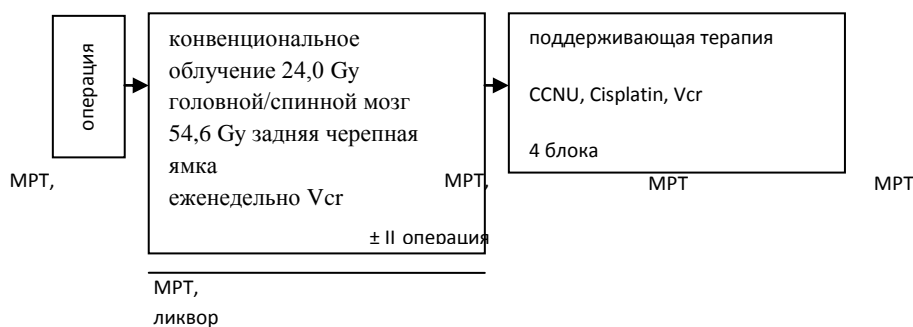 операция
конвенциональное
облучение 24,0 Gy
головной/спинной мозг
54,6 Gy задняя черепная
ямка
еженедельно Vcr
± II операция
поддерживающая терапия
CCNU, Cisplatin, Vcr
4 блока
МРТ,
МРТ,
МРТ
МРТ
МРТ,
ликвор